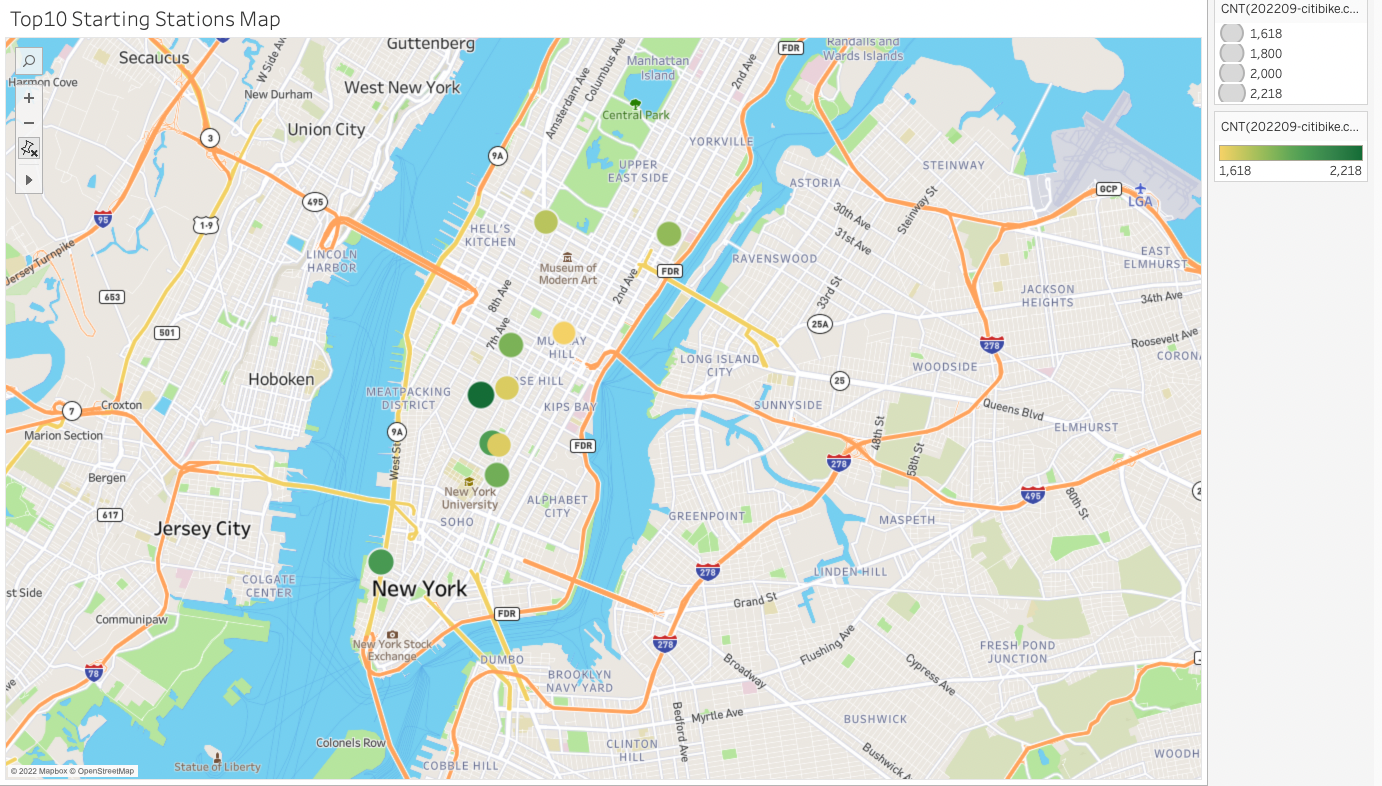 Top10 Starting Stations Map
CNT(202209-citibike.c...
1,618
1,800
2,000
2,218
CNT(202209-citibike.c...
1,618
2,218
Guttenberg
Secaucus
Harmon Cove
W Side Av
New Durham
West New York
Union City
3
495
95
1-9
Jersey Turnpike
653
501
LINCOLN
HARBOR
Hoboken
Croxton
7
Marion Section
Bergen
617
Jersey City
COLGATE
CENTER
st Side
Communipaw
78
ve
Statue of Liberty
Colonels Row
© 2022 Mapbox © OpenStreetMap
Amsterdam Ave
Columbus Ave
Manhattan
Island
Central Park
2nd Ave
FDR
Randalls and
Wards Islands
9A
YORKVILLE
UPPER
EAST SIDE
ASTORIA
STEINWAY
30th Ave
31st Ave
Steinway St
GCP
LGA
HELL'S
KITCHEN
Museum of
Modern Art
FDR
2nd Ave
RAVENSWOOD
EAST
ELMHURST
JACKSON
HEIGHTS
34th Ave
8th Ave
7th Ave
33rd St
25A
278
Roosevelt Ave
CORONA
MU AY
HILL
LONG ISLAND
CITY
WOODSIDE
25
MEATPACKING
DISTRICT
SE HILL
KIPS BAY
SUNNYSIDE
Queens Blvd
ELMHURST
9A
West St
FDR
48th St
58th St
278
495
80th St
2
New York
University
ALPHABET
CITY
SOHO
GREENPOINT
MASPETH
New York
278
LINDEN HILL
FDR
Grand St
New York Stock
Exchange
278
DUMBO
BROOKLYN
NAVY YARD
Broadway
Flushing Ave
Cypress Ave
FRESH POND
JUNCTION
Bedford Ave
Myrtle Ave
BUSHWICK
CLINTON
HILL
Bushwick A
WOODH
COBBLE HILL